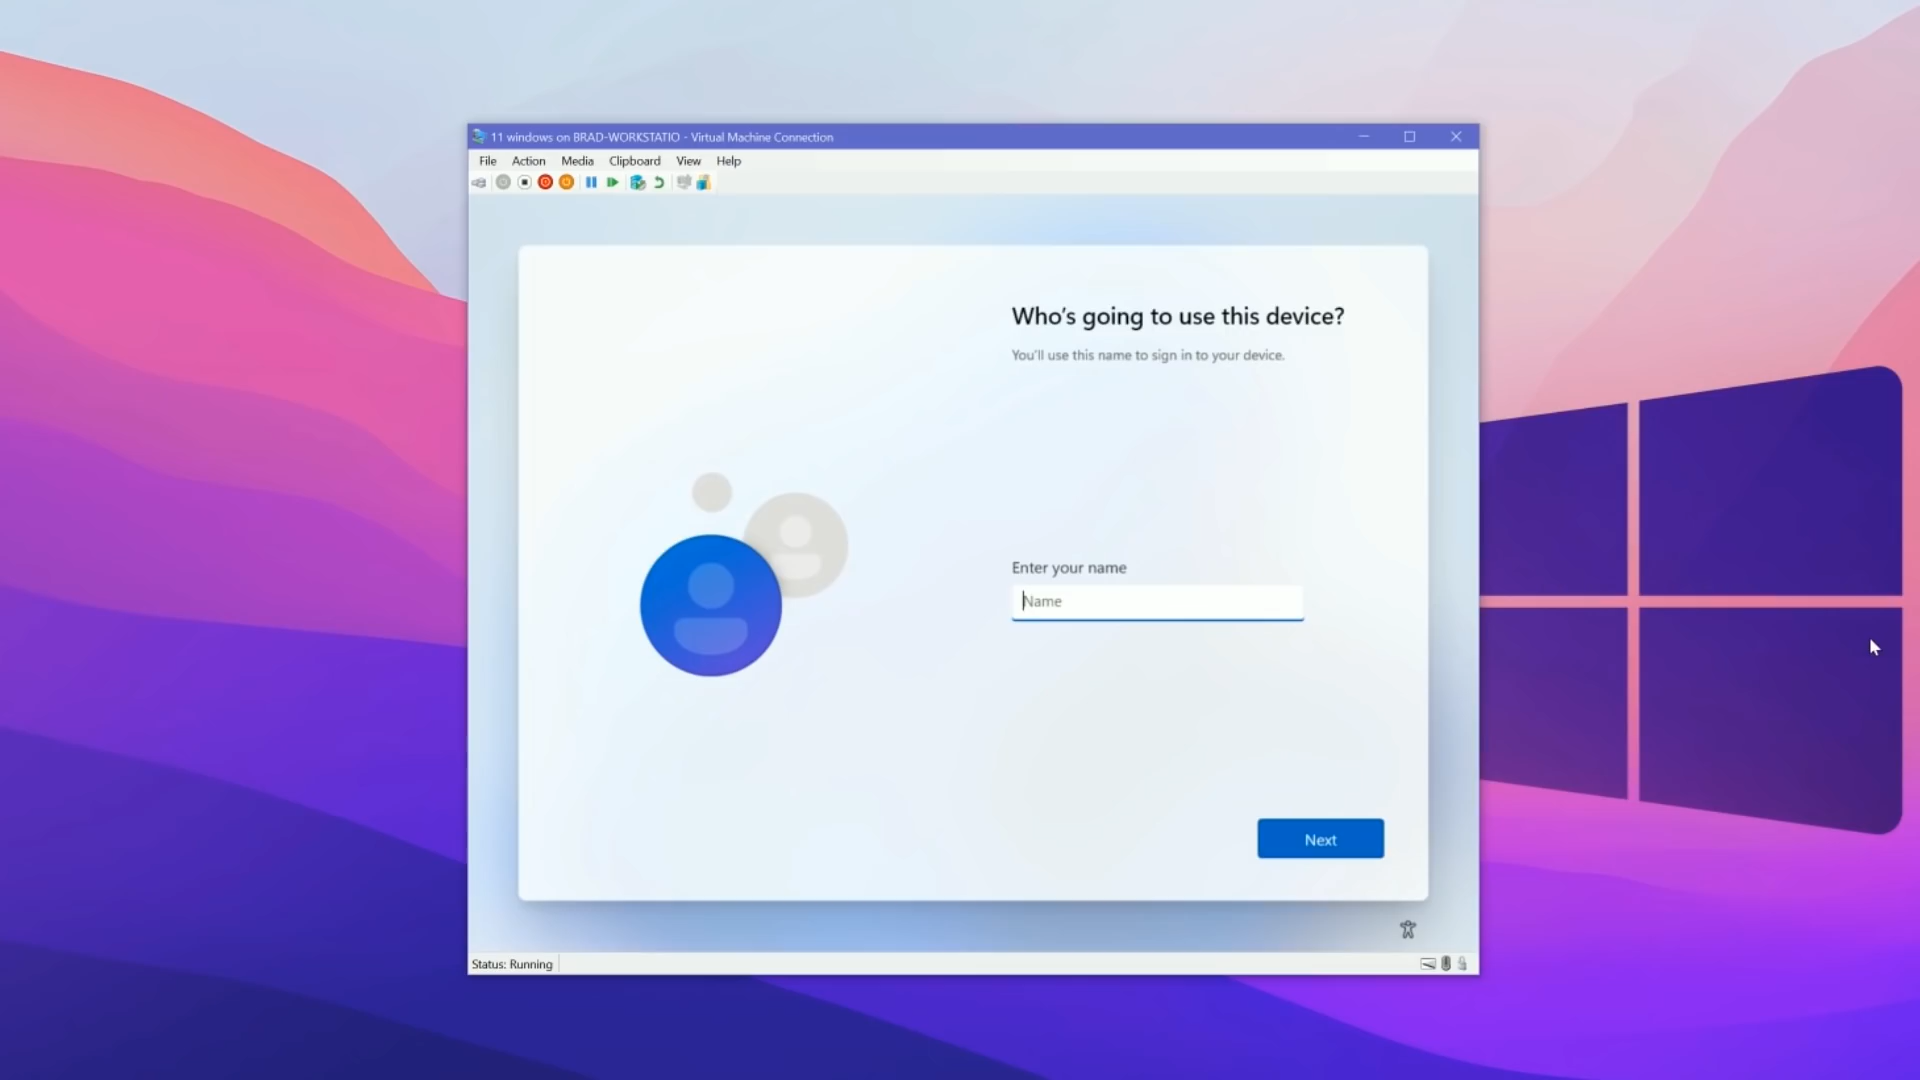 11 windows on BRAD-WORKSTATIO - Virtual Machine Connection
File Action Media Clipboard View Help
Who's going to use this device?
You'll use this name to sign in to your device.
Enter your name
Name
Next
Status: Running